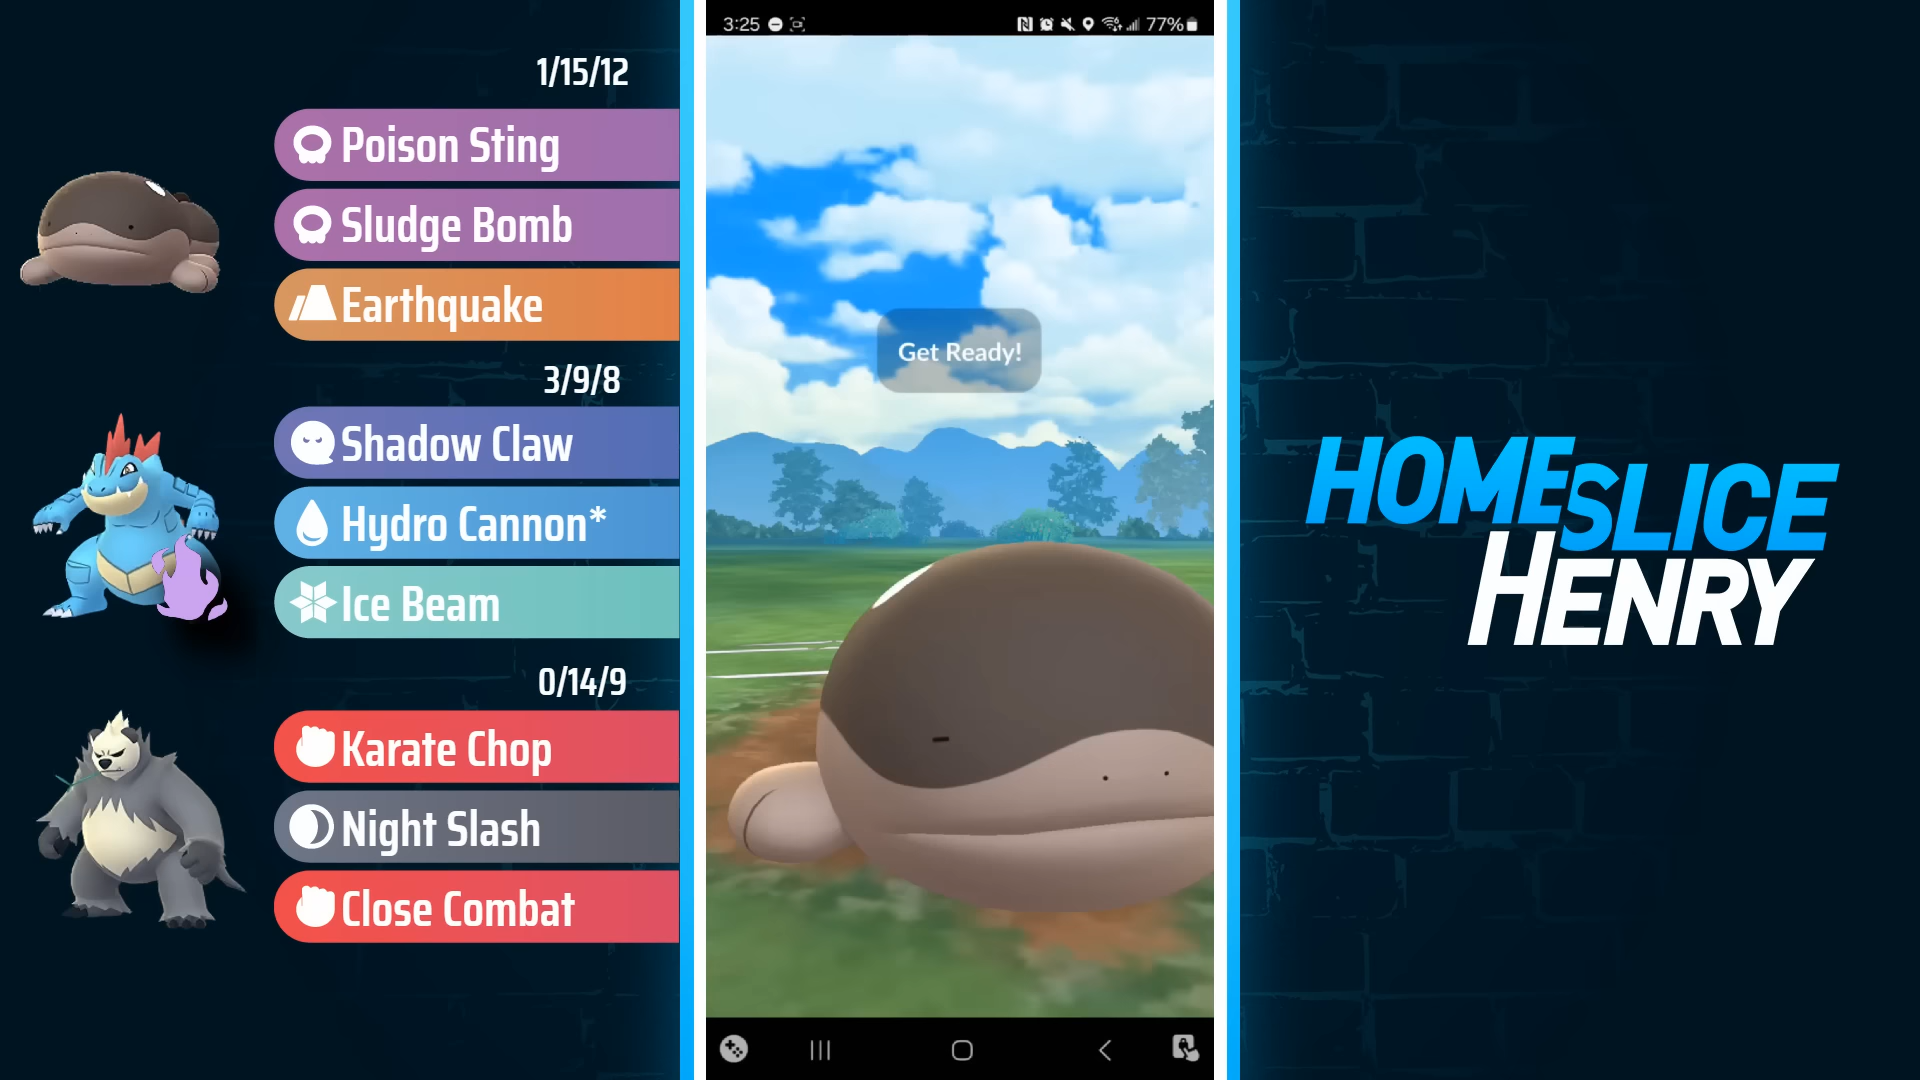 1/15/12
Poison Sting
Sludge Bomb
Earthquake
3/9/8
Shadow Claw
Hydro Cannon*
Ice Beam
0/14/9
Karate Chop
Night Slash
Close Combat
3:25
77%
Get Ready!
HOMESLICE
HENRY